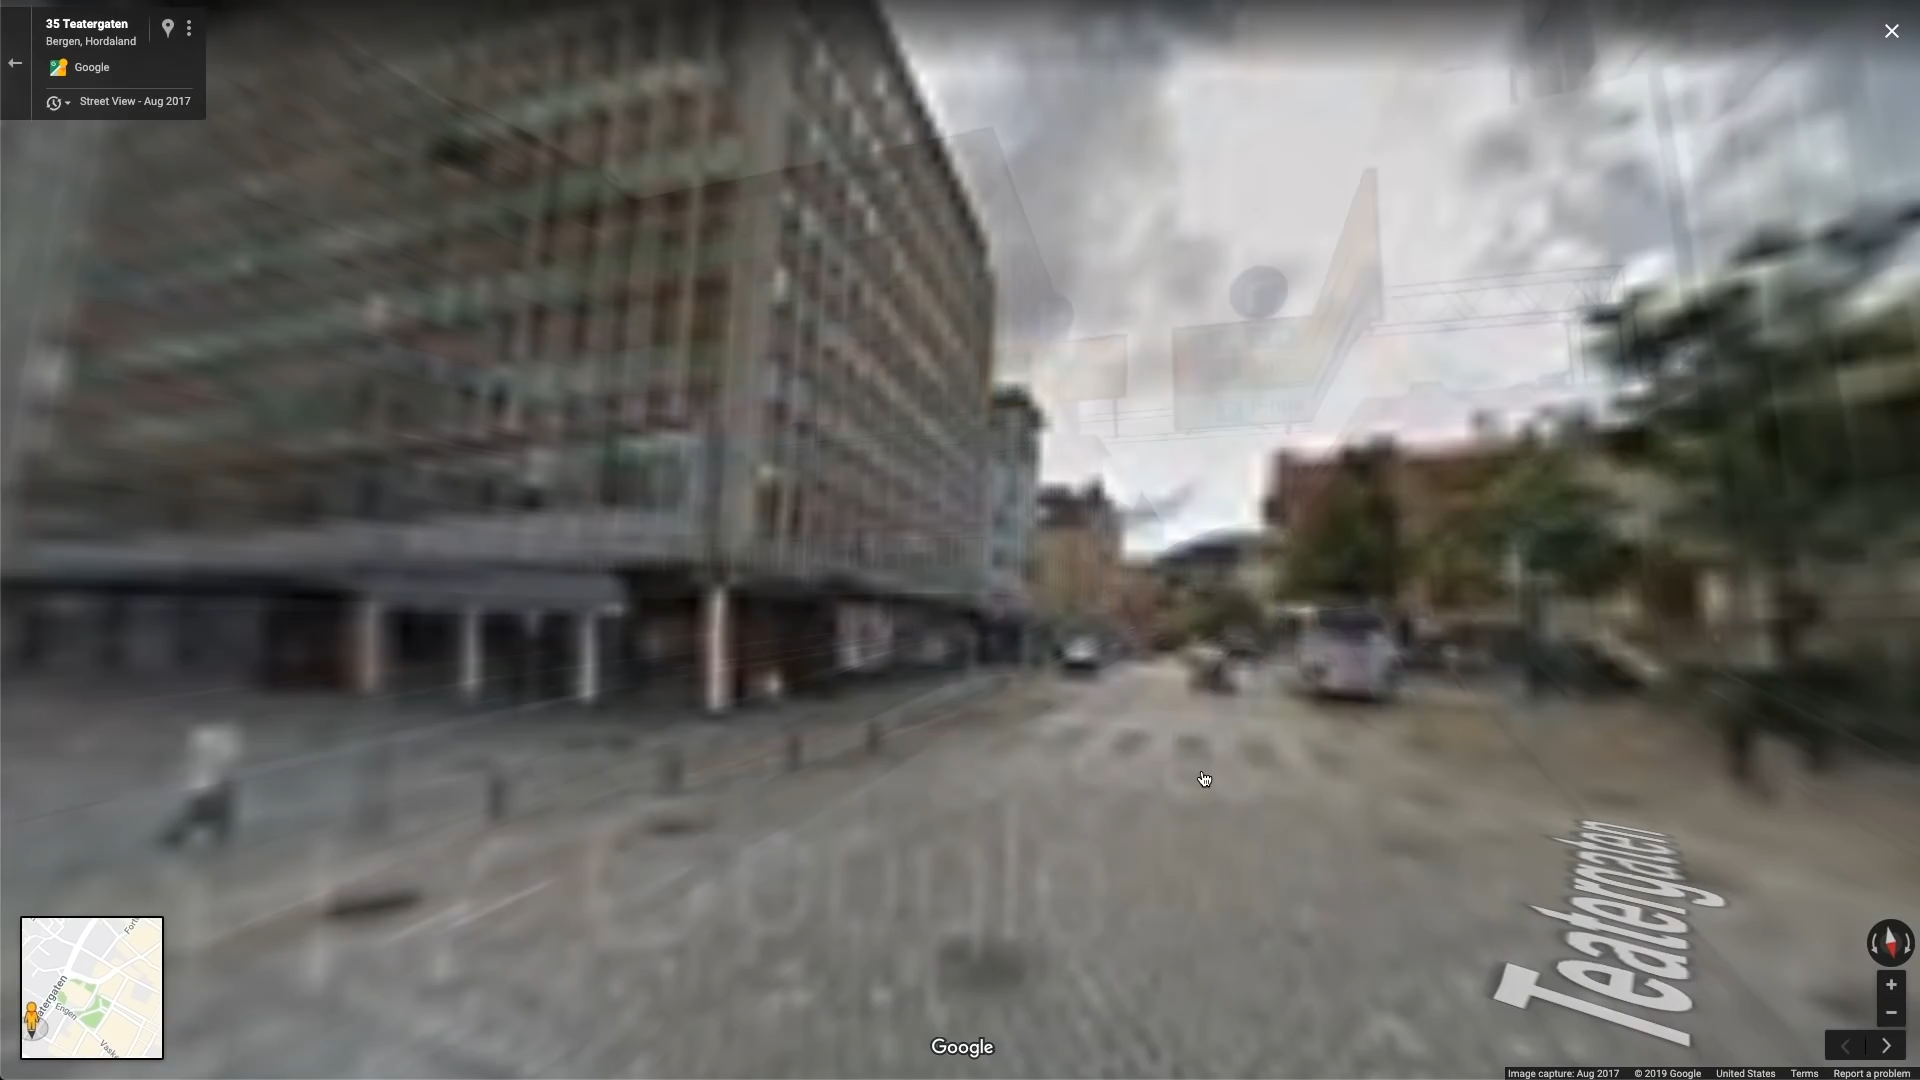 35 Teatergaten
Bergen, Hordaland
Google
Street View - Aug 2017
Teatergaten
Engen
Google
Image capture: Aug 2017 © 2019 Google United States Terms Report a problem